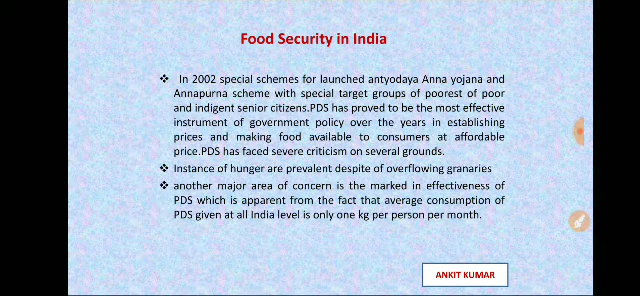 Food Security in India
❖ In 2002 special schemes for launched antyodaya Anna yojana and
Annapurna scheme with special target groups of poorest of poor
and indigent senior citizens.PDS has proved to be the most effective
instrument of government policy over the years in establishing
prices and making food available to consumers at affordable
price.PDS has faced severe criticism on several grounds.
❖ Instance of hunger are prevalent despite of overflowing granaries
❖ another major area of concern is the marked in effectiveness of
PDS which is apparent from the fact that average consumption of
PDS given at all India level is only one kg per person per month.
ANKIT KUMAR